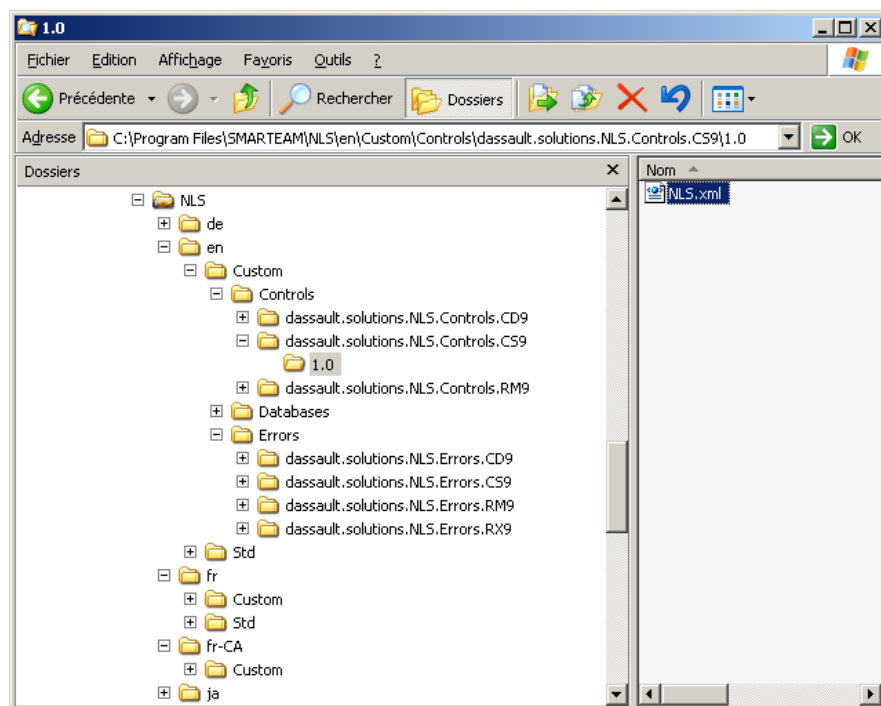 1.0
Fichier Edition Affichage Favoris Outils ?
Précédente Rechercher Dossiers
Adresse C:\Program Files\SMARTEAM\NLS\en\Custom\Controls\dassault.solutions.NLS.Controls.CS9\1.0 OK
Dossiers
Nom
NLS.xml
NLS
de
en
Custom
Controls
dassault.solutions.NLS.Controls.CD9
dassault.solutions.NLS.Controls.CS9
1.0
dassault.solutions.NLS.Controls.RM9
Databases
Errors
dassault.solutions.NLS.Errors.CD9
dassault.solutions.NLS.Errors.CS9
dassault.solutions.NLS.Errors.RM9
dassault.solutions.NLS.Errors.RX9
Std
fr
Custom
Std
fr-CA
Custom
ja